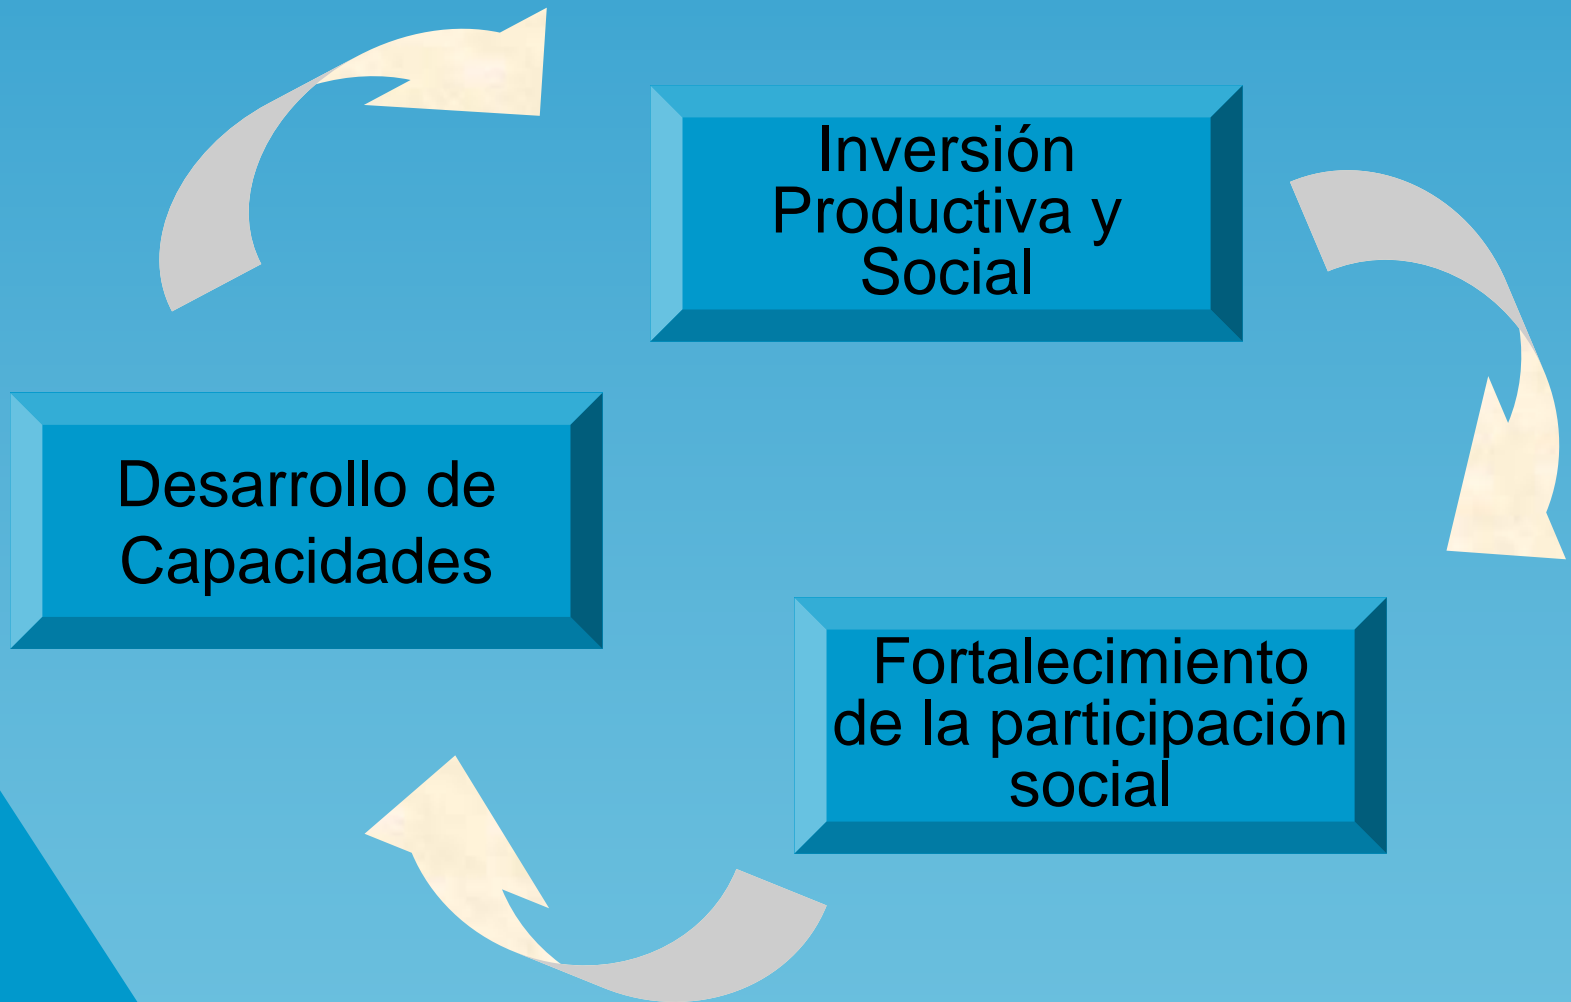 Inversión
Productiva y
Social
Desarrollo de
Capacidades
Fortalecimiento
de la participación
social